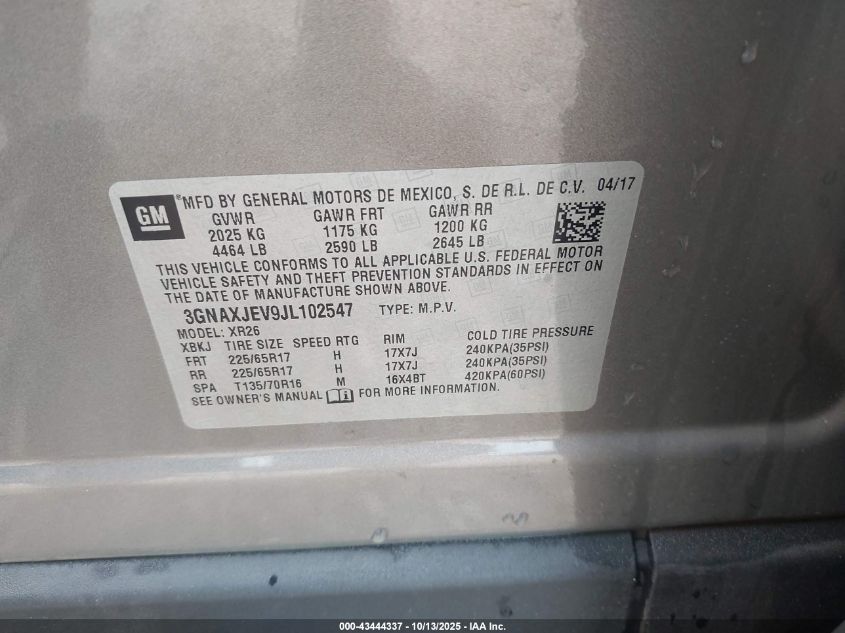 GM
®MFD BY GENERAL MOTORS DE MEXICO, S. DE R.L. DE C.V. 04/17
GVWR GAWR FRT GAWR RR
2025 KG 1175 KG 1200 KG
4464 LB 2590 LB 2645 LB
THIS VEHICLE CONFORMS TO ALL APPLICABLE U.S. FEDERAL MOTOR
VEHICLE SAFETY AND THEFT PREVENTION STANDARDS IN EFFECT ON
THE DATE OF MANUFACTURE SHOWN ABOVE.
3GNAXJEV9JL102547 TYPE: M.P.V.
MODEL: XR26
XBKJ TIRE SIZE SPEED RTG RIM COLD TIRE PRESSURE
FRT 225/65R17 H 17X7J 240KPA(35PSI)
RR 225/65R17 H 17X7J 240KPA(35PSI)
SPA T135/70R16 M 16X4BT 420KPA(60PSI)
SEE OWNER'S MANUAL FOR MORE INFORMATION.
000-43444337 - 10/13/2025 - IAA Inc.